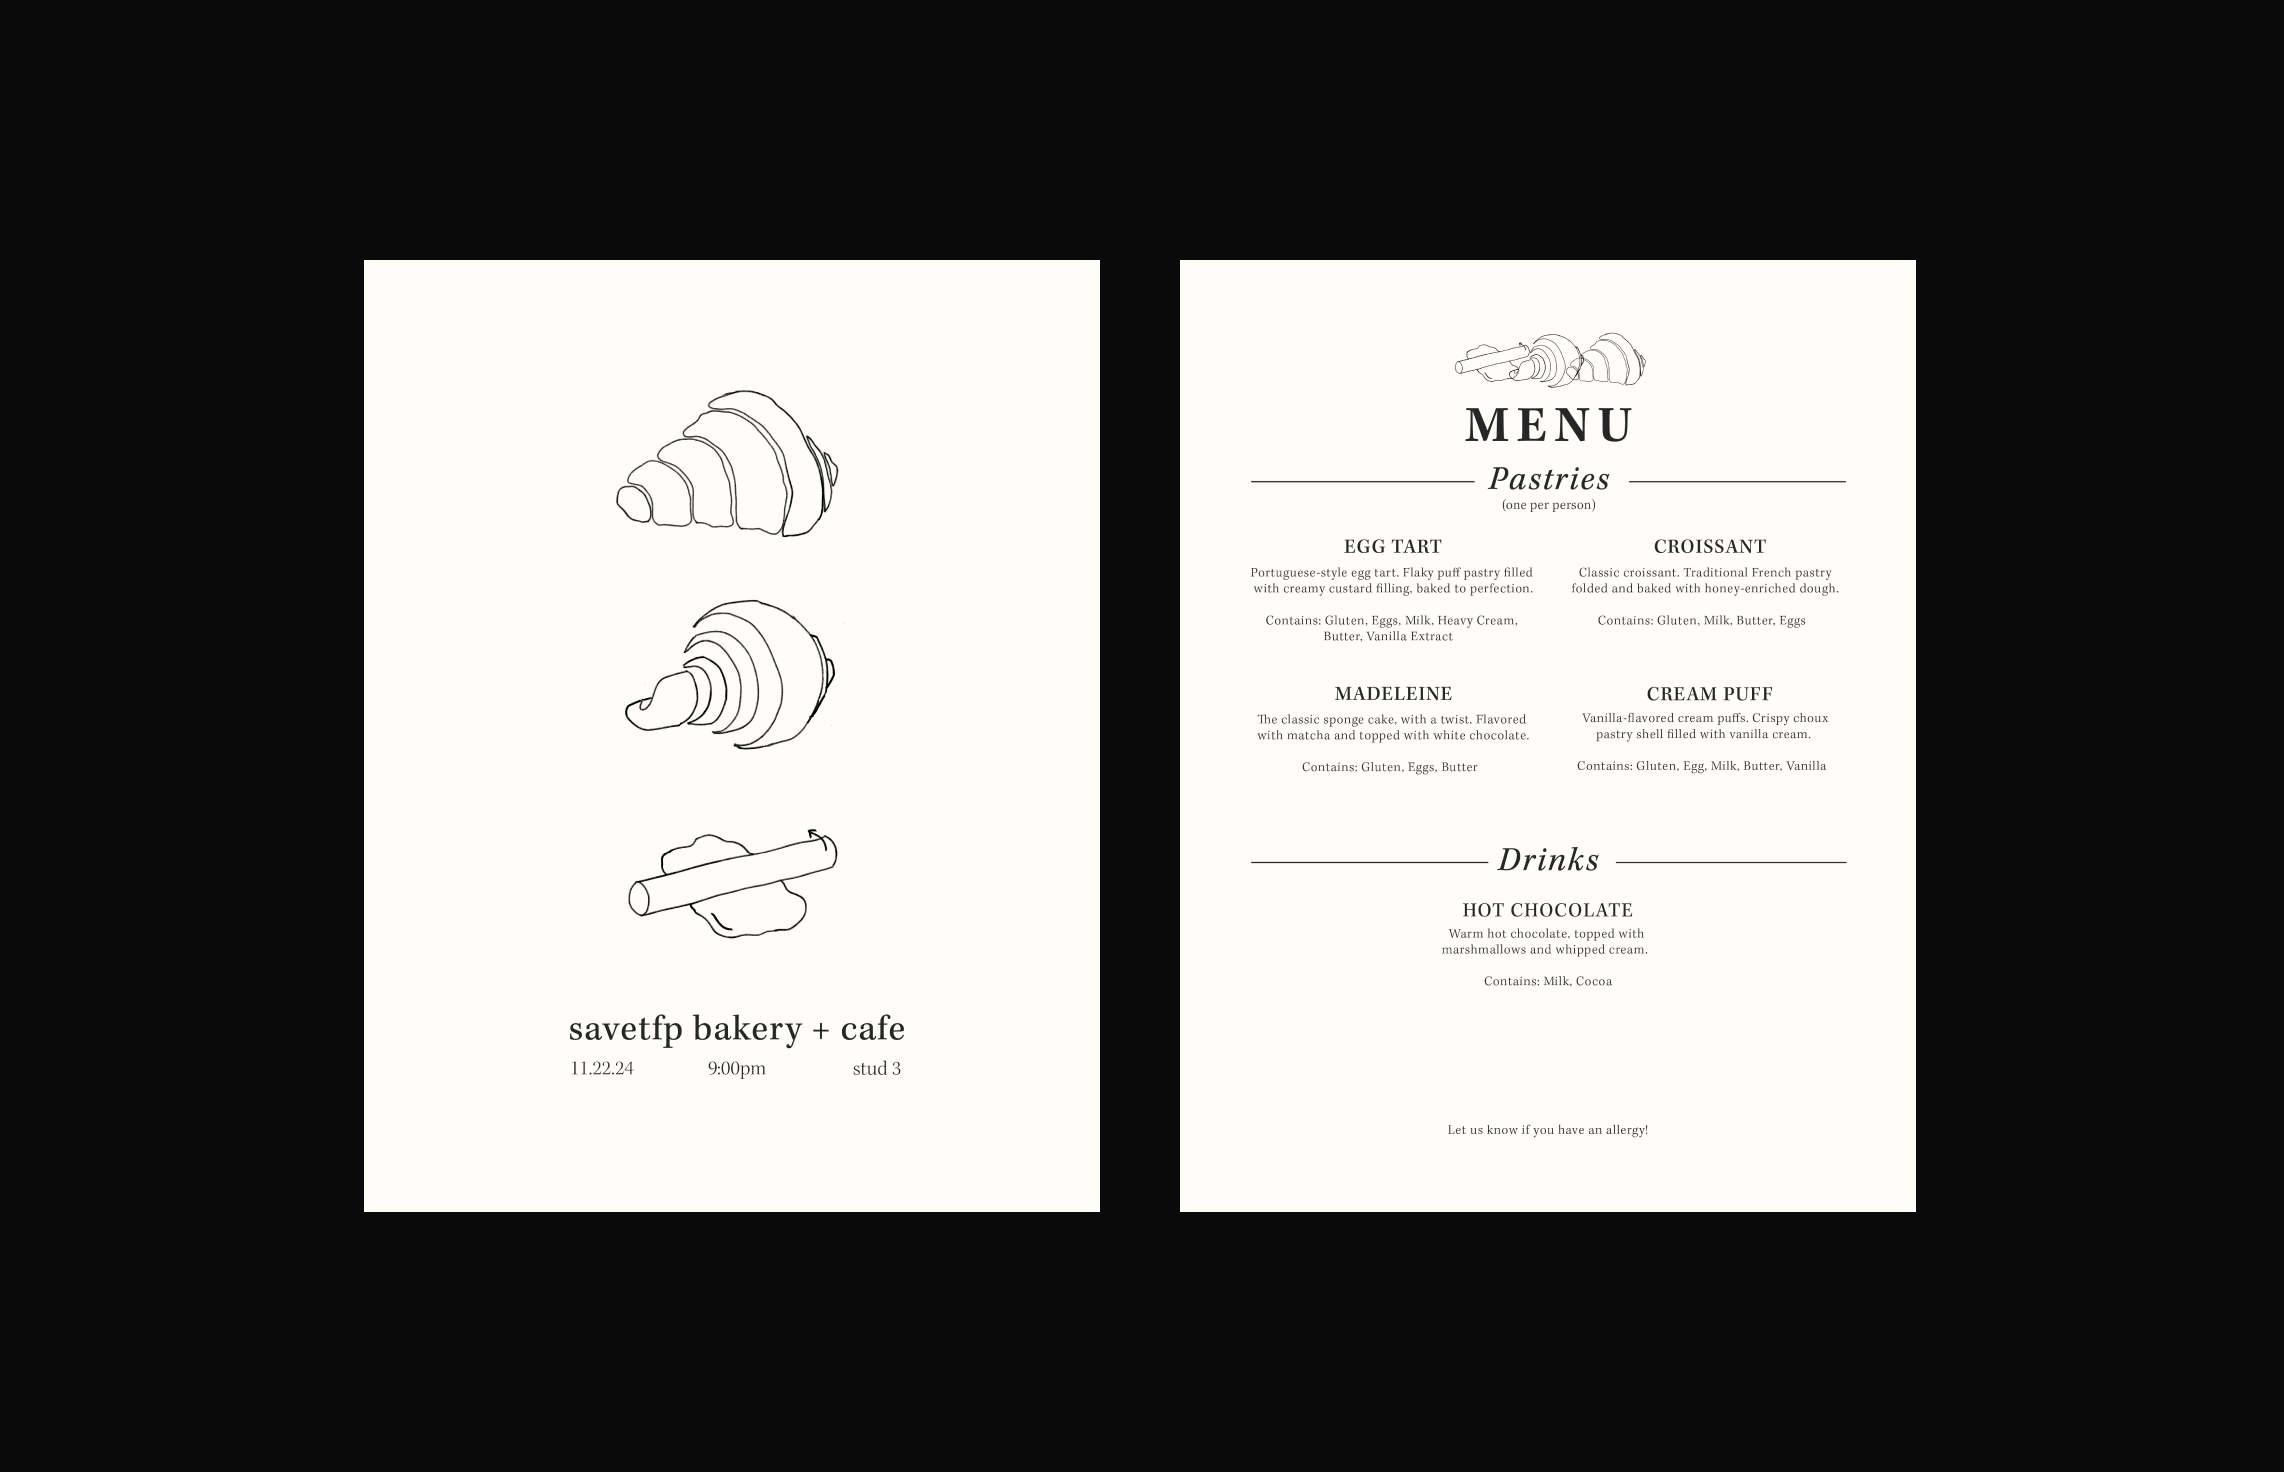 savetfp bakery + cafe
11.22.24 9:00pm stud 3
MENU
Pastries
(one per person)
EGG TART
Portuguese-style egg tart. Flaky puff pastry filled
with creamy custard filling, baked to perfection.
Contains: Gluten, Eggs, Milk, Heavy Cream,
Butter, Vanilla Extract
CROISSANT
Classic croissant. Traditional French pastry
folded and baked with honey-enriched dough.
Contains: Gluten, Milk, Butter, Eggs
MADELEINE
The classic sponge cake, with a twist. Flavored
with matcha and topped with white chocolate.
Contains: Gluten, Eggs, Butter
CREAM PUFF
Vanilla-flavored cream puffs. Crispy choux
pastry shell filled with vanilla cream.
Contains: Gluten, Egg, Milk, Butter, Vanilla
Drinks
HOT CHOCOLATE
Warm hot chocolate, topped with
marshmallows and whipped cream.
Contains: Milk, Cocoa
Let us know if you have an allergy!